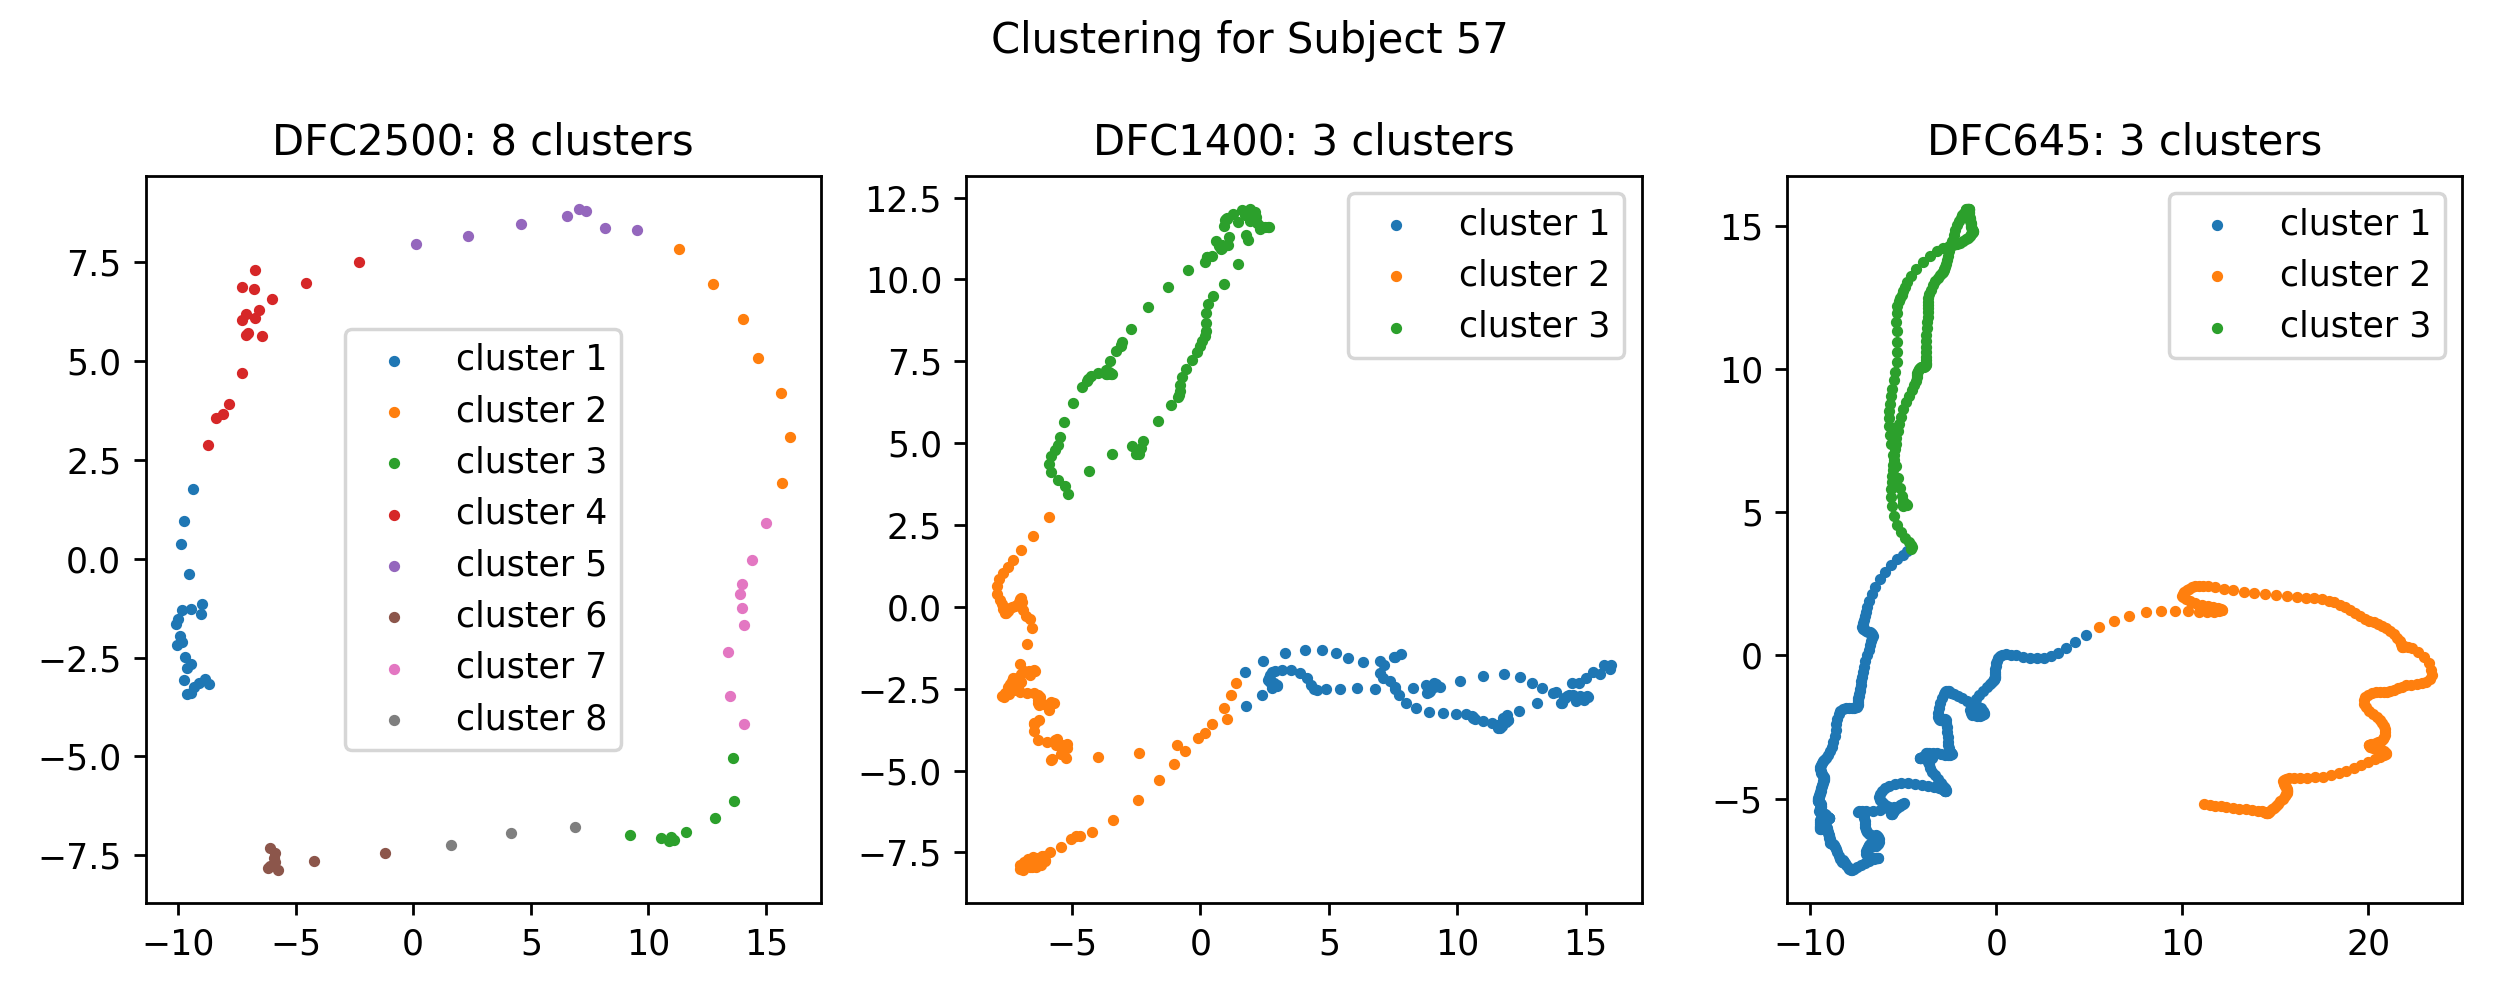 Clustering for Subject 57
DFC2500: 8 clusters
7.5
5.0
2.5
0.0
−2.5
−5.0
−7.5
−10
−5
0
5
10
15
cluster 1
cluster 2
cluster 3
cluster 4
cluster 5
cluster 6
cluster 7
cluster 8
DFC1400: 3 clusters
12.5
10.0
7.5
5.0
2.5
0.0
−2.5
−5.0
−7.5
−5
0
5
10
15
cluster 1
cluster 2
cluster 3
DFC645: 3 clusters
15
10
5
0
−5
−10
0
10
20
cluster 1
cluster 2
cluster 3